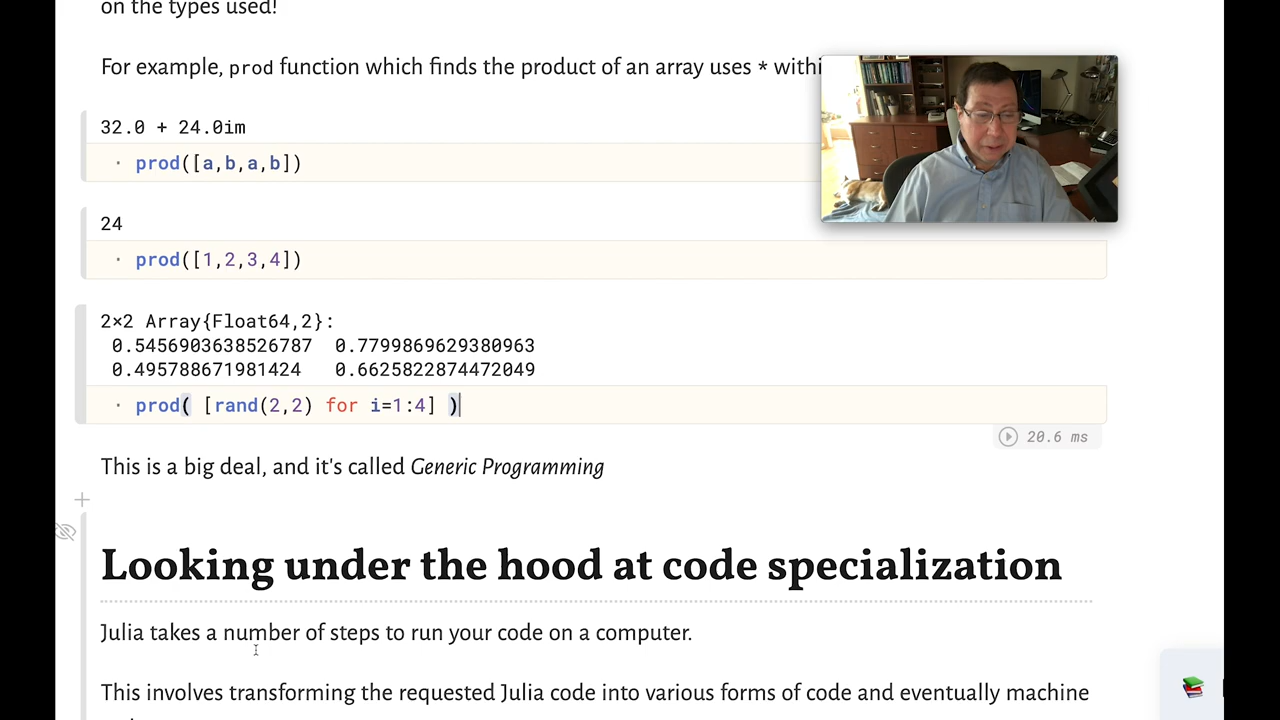 on the types used!
For example, prod function which finds the product of an array uses * withi
32.0 + 24.0im
· prod([a,b,a,b])
24
· prod([1,2,3,4])
2×2 Array{Float64,2}:
0.5456903638526787 0.7799869629380963
0.495788671981424 0.6625822874472049
· prod( [rand(2,2) for i=1:4] )
20.6 ms
This is a big deal, and it's called Generic Programming
Looking under the hood at code specialization
Julia takes a number of steps to run your code on a computer.
This involves transforming the requested Julia code into various forms of code and eventually machine